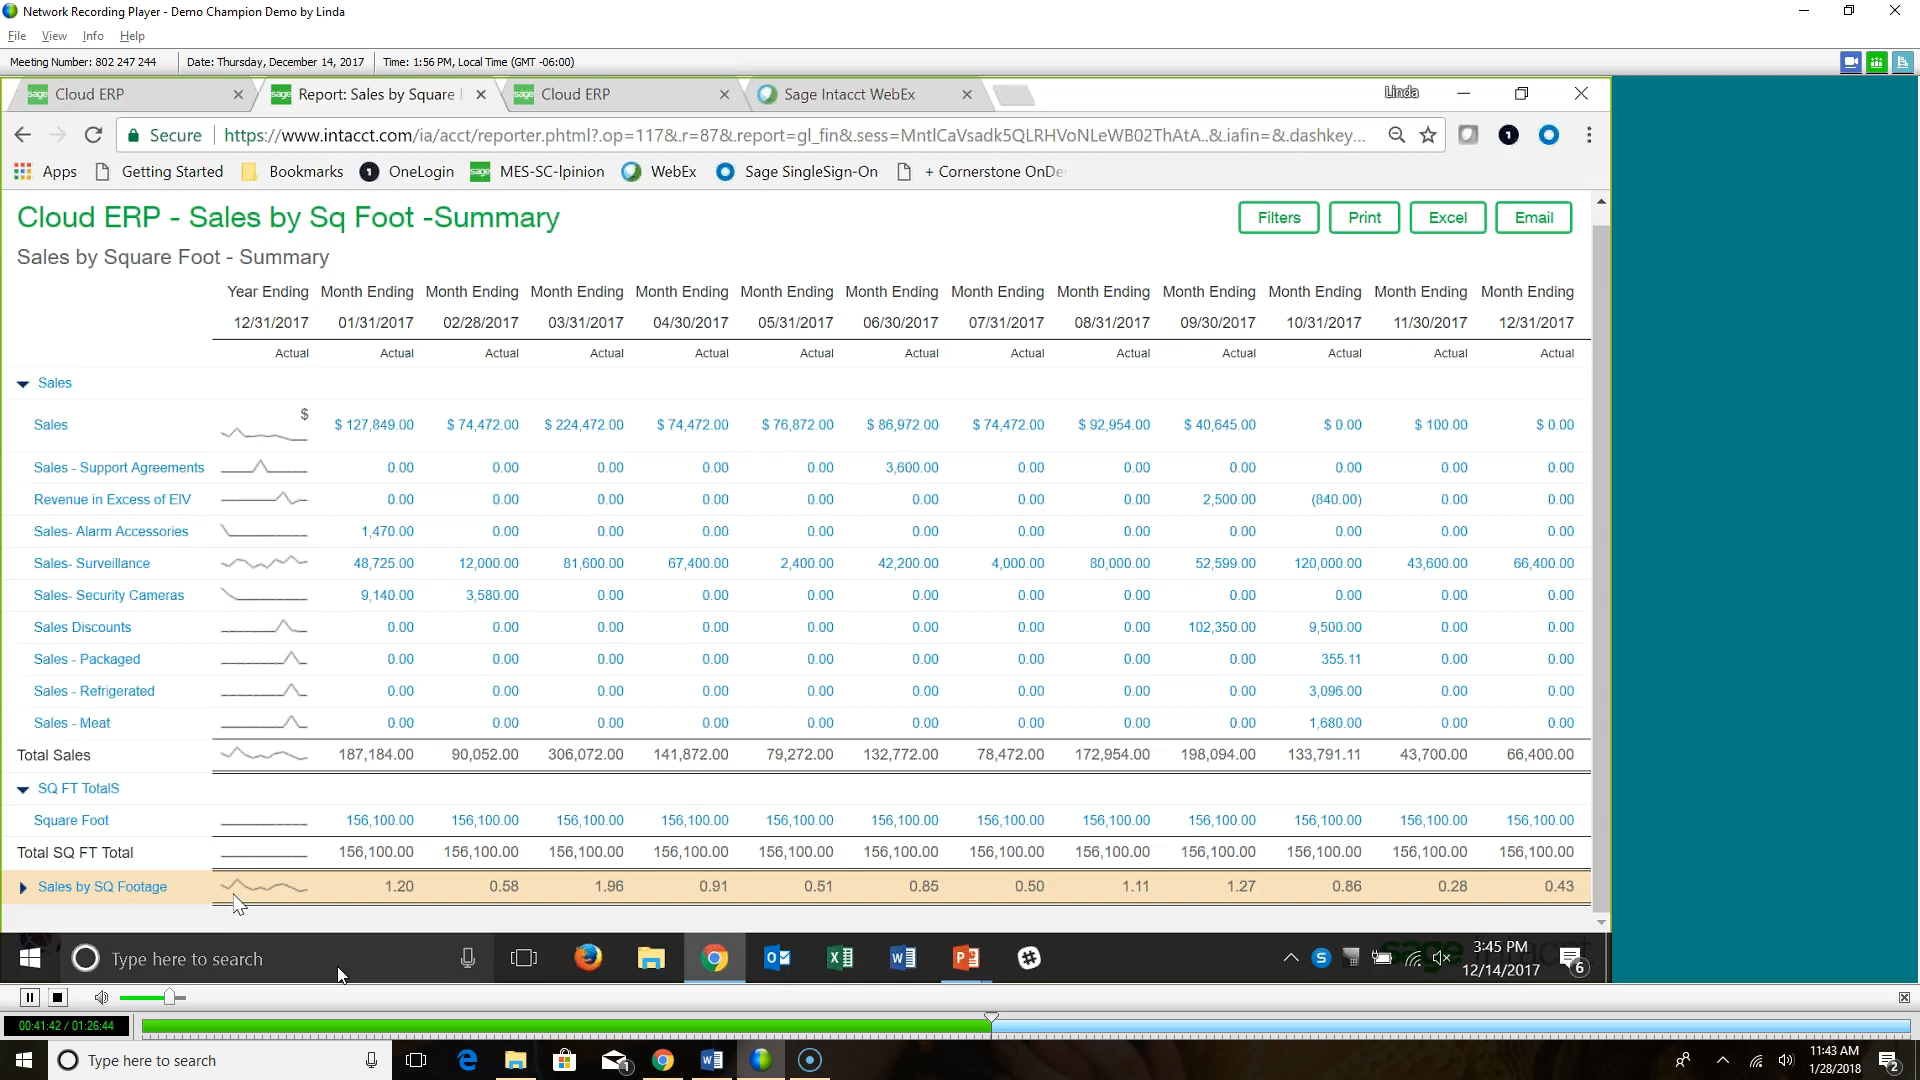 Network Recording Player - Demo Champion Demo by Linda
File View Info Help
Meeting Number: 802 247 244 Date: Thursday, December 14, 2017 Time: 1:56 PM, Local Time (GMT -06:00)
sage Cloud ERP sage Report: Sales by Square F sage Cloud ERP Sage Intacct WebEx Linda
Secure https://www.intacct.com/ia/acct/reporter.phtml?.op=117&.r=87&.report=gl_fin&.sess=MntlCaVsadk5QLRHVoNLeWB02ThAtA..&.iafin=&.dashkey... 1
Apps Getting Started Bookmarks 1 OneLogin sage MES-SC-Ipinion WebEx Sage SingleSign-On + Cornerstone OnDe
Cloud ERP - Sales by Sq Foot -Summary Filters Print Excel Email
Sales by Square Foot - Summary
Year Ending Month Ending Month Ending Month Ending Month Ending Month Ending Month Ending Month Ending Month Ending Month Ending Month Ending Month Ending Month Ending
12/31/2017 01/31/2017 02/28/2017 03/31/2017 04/30/2017 05/31/2017 06/30/2017 07/31/2017 08/31/2017 09/30/2017 10/31/2017 11/30/2017 12/31/2017
Actual Actual Actual Actual Actual Actual Actual Actual Actual Actual Actual Actual Actual
Sales
Sales $ $ 127,849.00 $ 74,472.00 $ 224,472.00 $ 74,472.00 $ 76,872.00 $ 86,972.00 $ 74,472.00 $ 92,954.00 $ 40,645.00 $ 0.00 $ 100.00 $ 0.00
Sales - Support Agreements 0.00 0.00 0.00 0.00 0.00 3,600.00 0.00 0.00 0.00 0.00 0.00 0.00
Revenue in Excess of EIV 0.00 0.00 0.00 0.00 0.00 0.00 0.00 0.00 2,500.00 (840.00) 0.00 0.00
Sales- Alarm Accessories 1,470.00 0.00 0.00 0.00 0.00 0.00 0.00 0.00 0.00 0.00 0.00 0.00
Sales- Surveillance 48,725.00 12,000.00 81,600.00 67,400.00 2,400.00 42,200.00 4,000.00 80,000.00 52,599.00 120,000.00 43,600.00 66,400.00
Sales- Security Cameras 9,140.00 3,580.00 0.00 0.00 0.00 0.00 0.00 0.00 0.00 0.00 0.00 0.00
Sales Discounts 0.00 0.00 0.00 0.00 0.00 0.00 0.00 0.00 102,350.00 9,500.00 0.00 0.00
Sales - Packaged 0.00 0.00 0.00 0.00 0.00 0.00 0.00 0.00 0.00 355.11 0.00 0.00
Sales - Refrigerated 0.00 0.00 0.00 0.00 0.00 0.00 0.00 0.00 0.00 3,096.00 0.00 0.00
Sales - Meat 0.00 0.00 0.00 0.00 0.00 0.00 0.00 0.00 0.00 1,680.00 0.00 0.00
Total Sales 187,184.00 90,052.00 306,072.00 141,872.00 79,272.00 132,772.00 78,472.00 172,954.00 198,094.00 133,791.11 43,700.00 66,400.00
SQ FT TotalS
Square Foot 156,100.00 156,100.00 156,100.00 156,100.00 156,100.00 156,100.00 156,100.00 156,100.00 156,100.00 156,100.00 156,100.00 156,100.00
Total SQ FT Total 156,100.00 156,100.00 156,100.00 156,100.00 156,100.00 156,100.00 156,100.00 156,100.00 156,100.00 156,100.00 156,100.00 156,100.00
Sales by SQ Footage 1.20 0.58 1.96 0.91 0.51 0.85 0.50 1.11 1.27 0.86 0.28 0.43
Type here to search 3:45 PM
12/14/2017 6
00:41:42 / 01:26:44
Type here to search 1 11:43 AM
1/28/2018 2